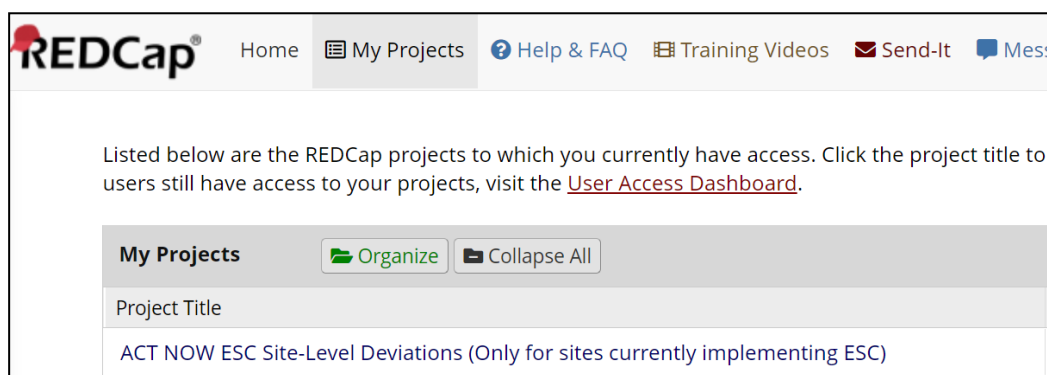 REDCap® Home My Projects Help & FAQ Training Videos Send-It Mess
Listed below are the REDCap projects to which you currently have access. Click the project title to
users still have access to your projects, visit the User Access Dashboard.
My Projects Organize Collapse All
Project Title
ACT NOW ESC Site-Level Deviations (Only for sites currently implementing ESC)